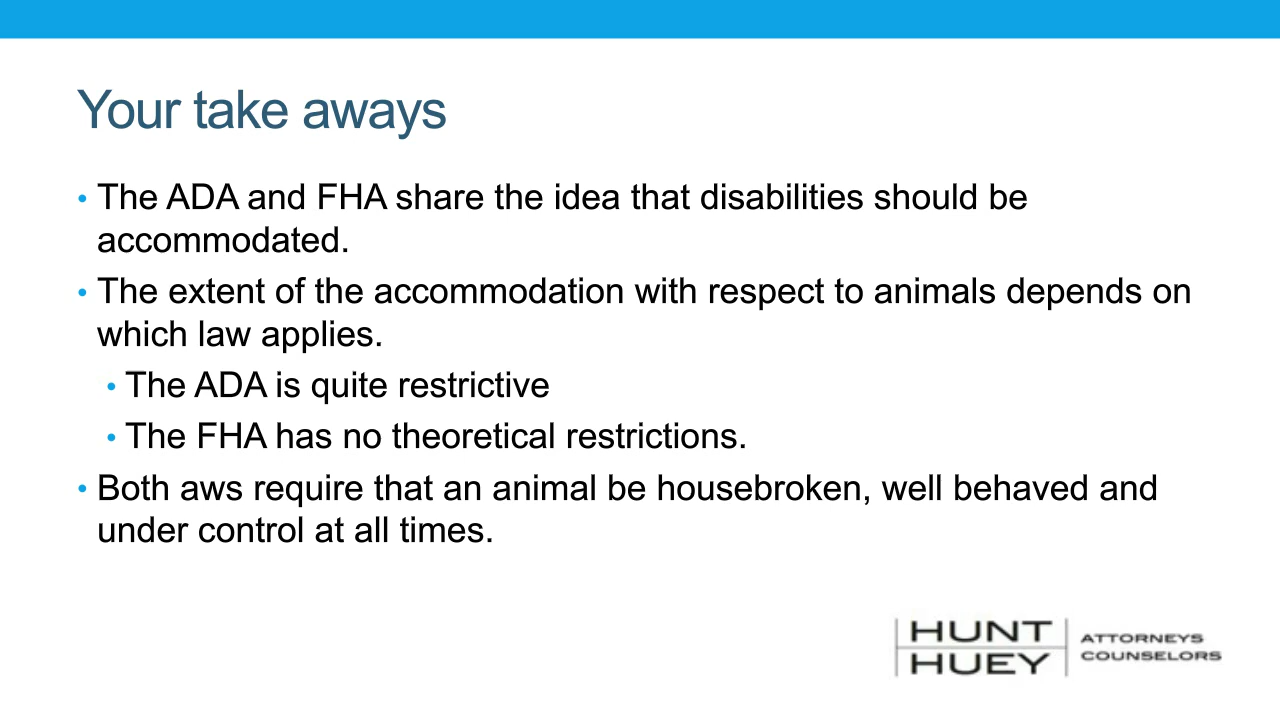 Your take aways
• The ADA and FHA share the idea that disabilities should be
accommodated.
• The extent of the accommodation with respect to animals depends on
which law applies.
• The ADA is quite restrictive
• The FHA has no theoretical restrictions.
• Both aws require that an animal be housebroken, well behaved and
under control at all times.
HUNT
HUEY
ATTORNEYS
COUNSELORS